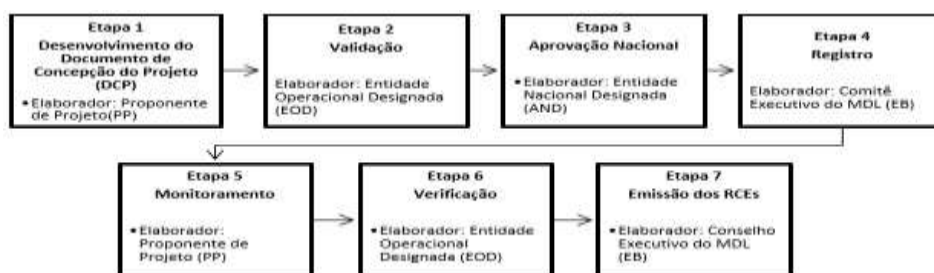 Etapa 1
Desenvolvimento do
Documento de
Concepção do Projeto
(DCP)
• Elaborador: Proponente
de Projeto(PP)
Etapa 2
Validação
Elaborador: Entidade
Operacional Designada
(EOD)
Etapa 3
Aprovação Nacional
• Elaborador: Entidade
Nacional Designada
(AND)
Etapa 4
Registro
Elaborador: Comitê
Executivo do MDL (EB)
Etapa 5
Monitoramento
• Elaborador:
Proponente de
Projeto (PP)
Etapa 6
Verificação
• Elaborador: Entidade
Operacional
Designada (EOD)
Etapa 7
Emissão dos RCEs
• Elaborador: Conselho
Executivo do MDL
(EB)